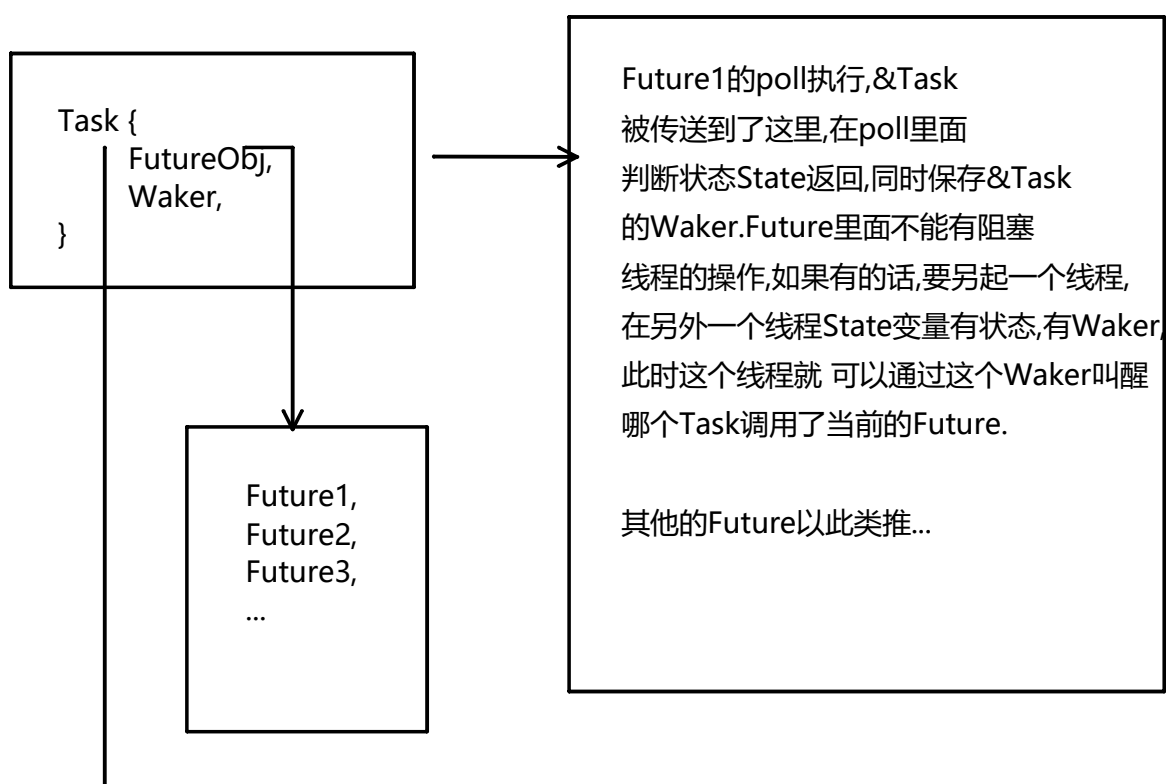 Task {
FutureObj,
Waker,
}
Future1的poll执行,&Task
被传送到了这里,在poll里面
判断状态State返回,同时保存&Task
的Waker.Future里面不能有阻塞
线程的操作,如果有的话,要另起一个线程,
在另外一个线程State变量有状态,有Waker,
此时这个线程就 可以通过这个Waker叫醒
哪个Task调用了当前的Future.
其他的Future以此类推...
Future1,
Future2,
Future3,
...